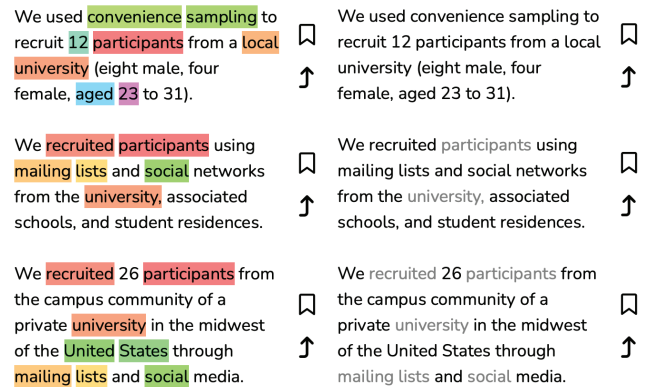 We used convenience sampling to
recruit 12 participants from a local
university (eight male, four
female, aged 23 to 31).
We recruited participants using
mailing lists and social networks
from the university, associated
schools, and student residences.
We recruited 26 participants from
the campus community of a
private university in the midwest
of the United States through
mailing lists and social media.
We used convenience sampling to
recruit 12 participants from a local
university (eight male, four
female, aged 23 to 31).
We recruited participants using
mailing lists and social networks
from the university, associated
schools, and student residences.
We recruited 26 participants from
the campus community of a
private university in the midwest
of the United States through
mailing lists and social media.